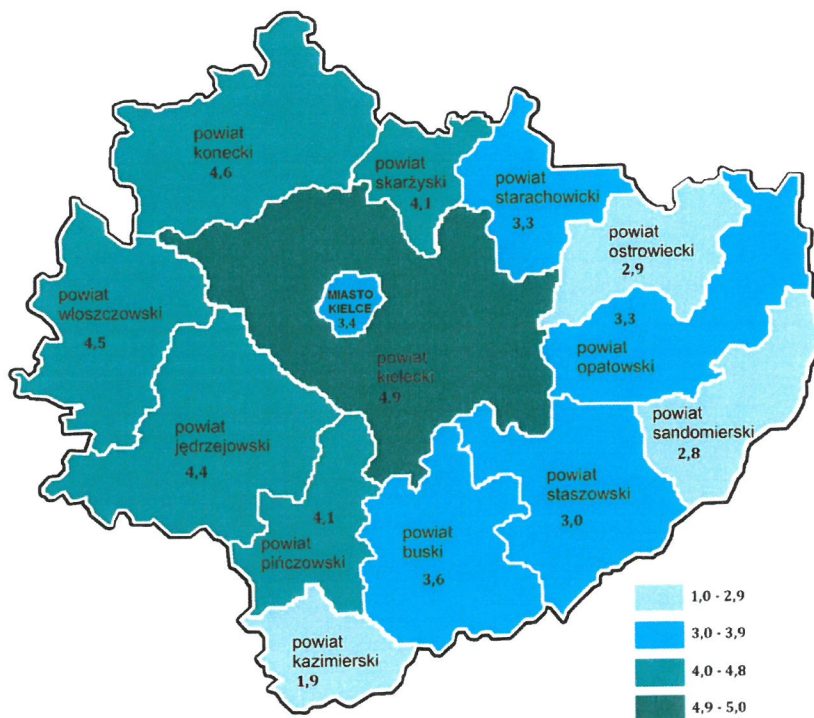 powiat
konecki
4,6
powiat
skarżyski
4,1
powiat
starachowicki
3,3
powiat
ostrowiecki
2,9
powiat
włoszczowski
4,5
MIASTO
KIELCE
3,4
powiat
kielecki
4,9
3,3
powiat
opatowski
powiat
jędrzejowski
4,4
powiat
sandomierski
2,8
4,1
powiat
pińczowski
powiat
buski
3,6
powiat
staszowski
3,0
powiat
kazimierski
1,9
1,0 - 2,9
3,0 - 3,9
4,0 - 4,8
4,9 - 5,0